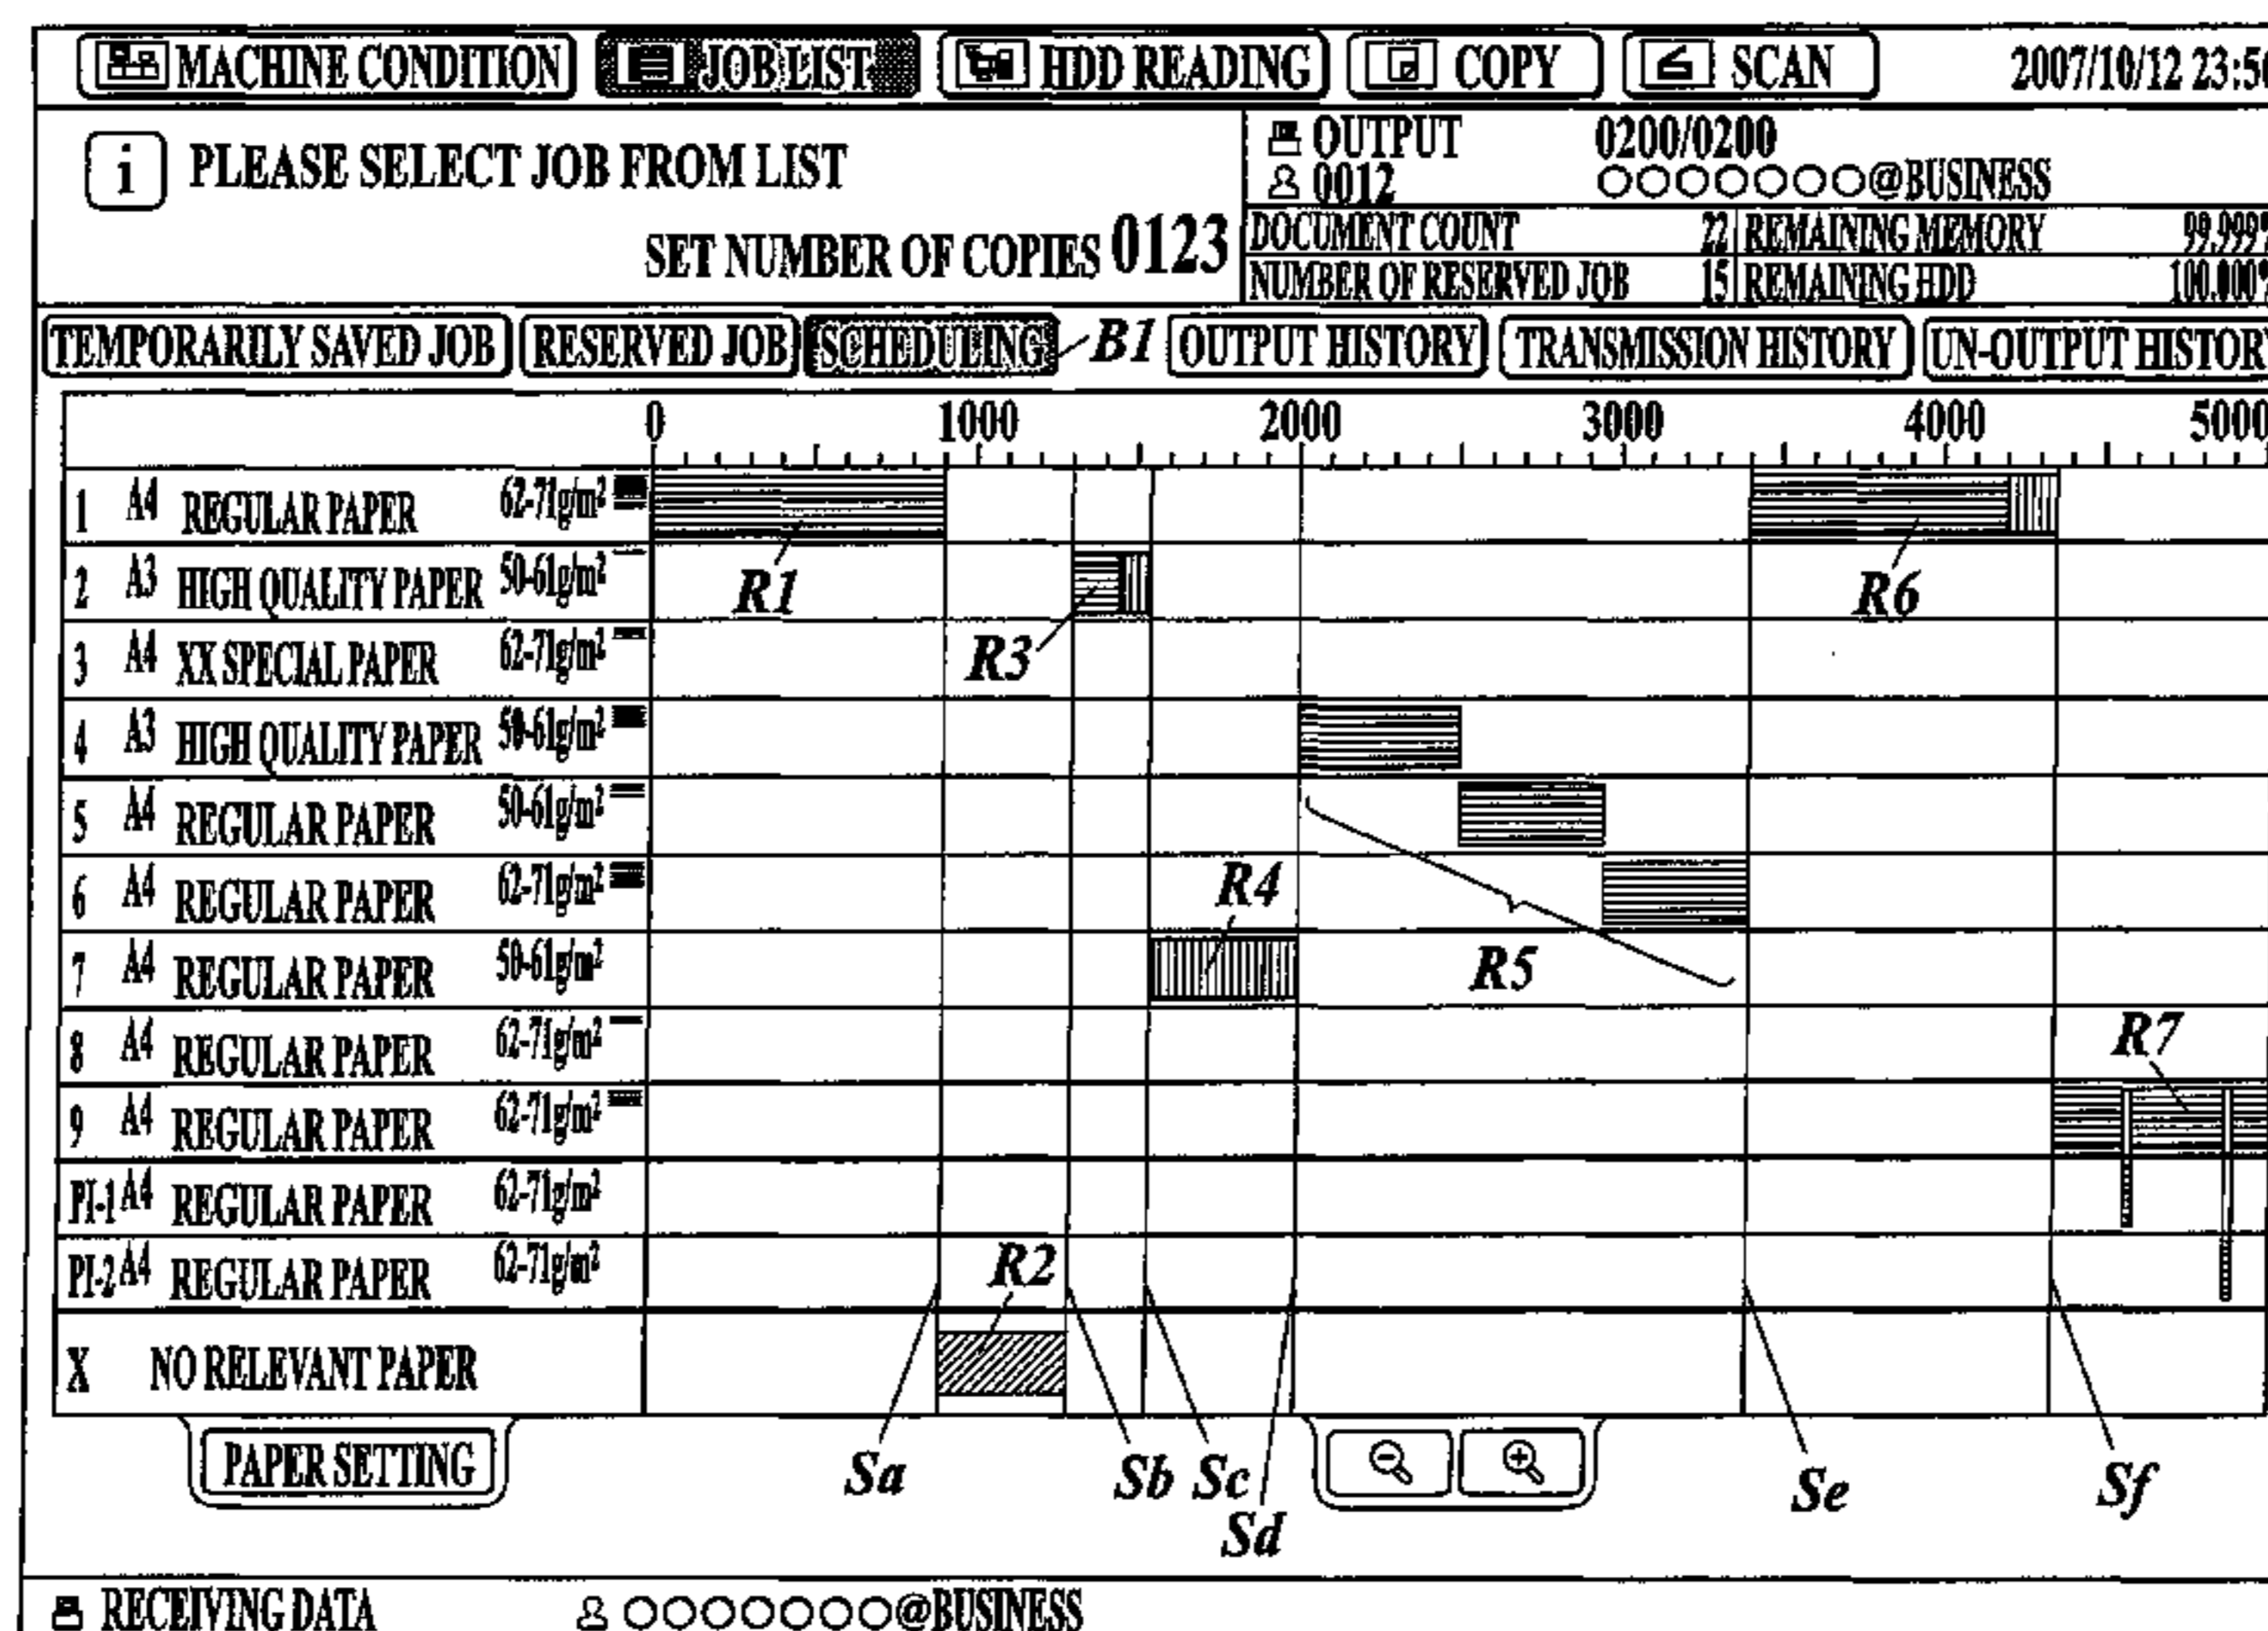 MACHINE CONDITION JOB LIST HDD READING COPY SCAN 2007/10/12 23:5
i PLEASE SELECT JOB FROM LIST
OUTPUT 0200/0200
0012 ○○○○○○○@BUSINESS
SET NUMBER OF COPIES 0123
DOCUMENT COUNT 22 REMAINING MEMORY 99.999%
NUMBER OF RESERVED JOB 15 REMAINING HDD 100.000%
TEMPORARILY SAVED JOB RESERVED JOB SCHEDULING B1 OUTPUT HISTORY TRANSMISSION HISTORY UN-OUTPUT HISTORY
0 1000 2000 3000 4000 5000
1 A4 REGULAR PAPER 62-71g/m²
R1 R6
2 A3 HIGH QUALITY PAPER 50-61g/m²
R3
3 A4 XX SPECIAL PAPER 62-71g/m²
4 A3 HIGH QUALITY PAPER 50-61g/m²
5 A4 REGULAR PAPER 50-61g/m²
6 A4 REGULAR PAPER 62-71g/m²
R4
7 A4 REGULAR PAPER 50-61g/m²
R5
8 A4 REGULAR PAPER 62-71g/m²
R7
9 A4 REGULAR PAPER 62-71g/m²
PI-1 A4 REGULAR PAPER 62-71g/m²
PI-2 A4 REGULAR PAPER 62-71g/m²
R2
X NO RELEVANT PAPER
PAPER SETTING
Sa Sb Sc Sd Se Sf
RECEIVING DATA ○○○○○○○@BUSINESS